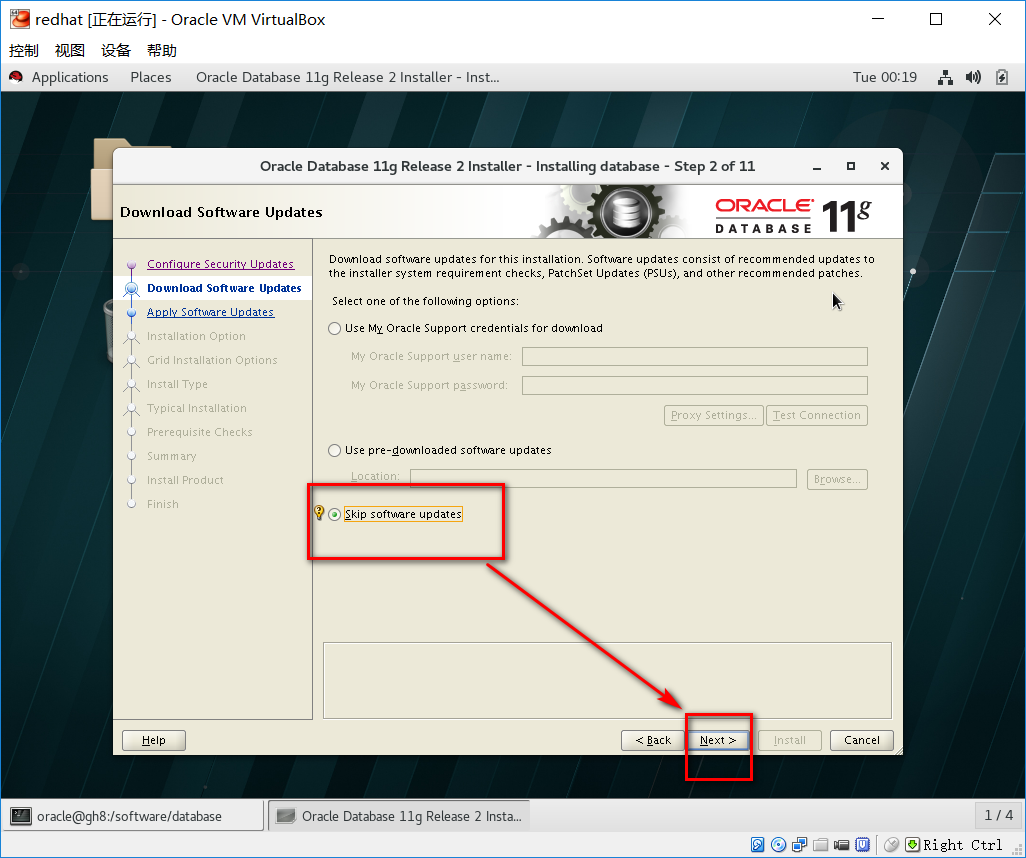 redhat [正在运行] - Oracle VM VirtualBox
控制 视图 设备 帮助
Applications Places Oracle Database 11g Release 2 Installer - Inst... Tue 00:19
Oracle Database 11g Release 2 Installer - Installing database - Step 2 of 11
Download Software Updates
ORACLE
DATABASE
11g
Configure Security Updates
Download Software Updates
Apply Software Updates
Installation Option
Grid Installation Options
Install Type
Typical Installation
Prerequisite Checks
Summary
Install Product
Finish
Download software updates for this installation. Software updates consist of recommended updates to
the installer system requirement checks, PatchSet Updates (PSUs), and other recommended patches.
Select one of the following options:
Use My Oracle Support credentials for download
My Oracle Support user name:
My Oracle Support password:
Proxy Settings... Test Connection
Use pre-downloaded software updates
Location: Browse...
Skip software updates
Help < Back Next > Install Cancel
oracle@gh8:/software/database Oracle Database 11g Release 2 Insta... 1 / 4
Right Ctrl